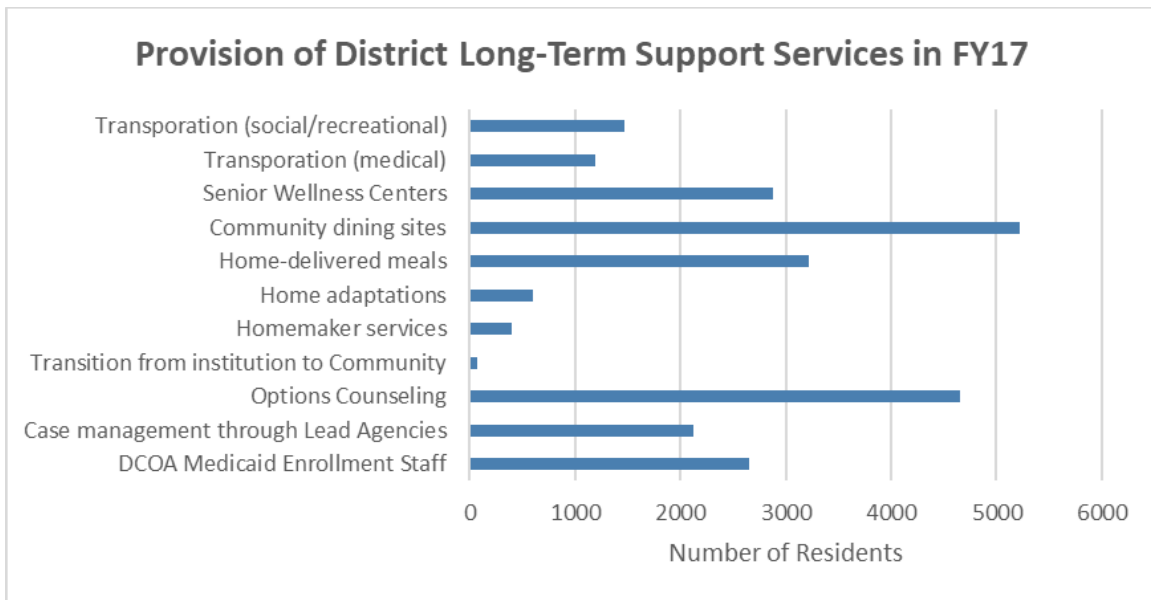 Provision of District Long-Term Support Services in FY17
Transporation (social/recreational)
Transporation (medical)
Senior Wellness Centers
Community dining sites
Home-delivered meals
Home adaptations
Homemaker services
Transition from institution to Community
Options Counseling
Case management through Lead Agencies
DCOA Medicaid Enrollment Staff
0 1000 2000 3000 4000 5000 6000
Number of Residents